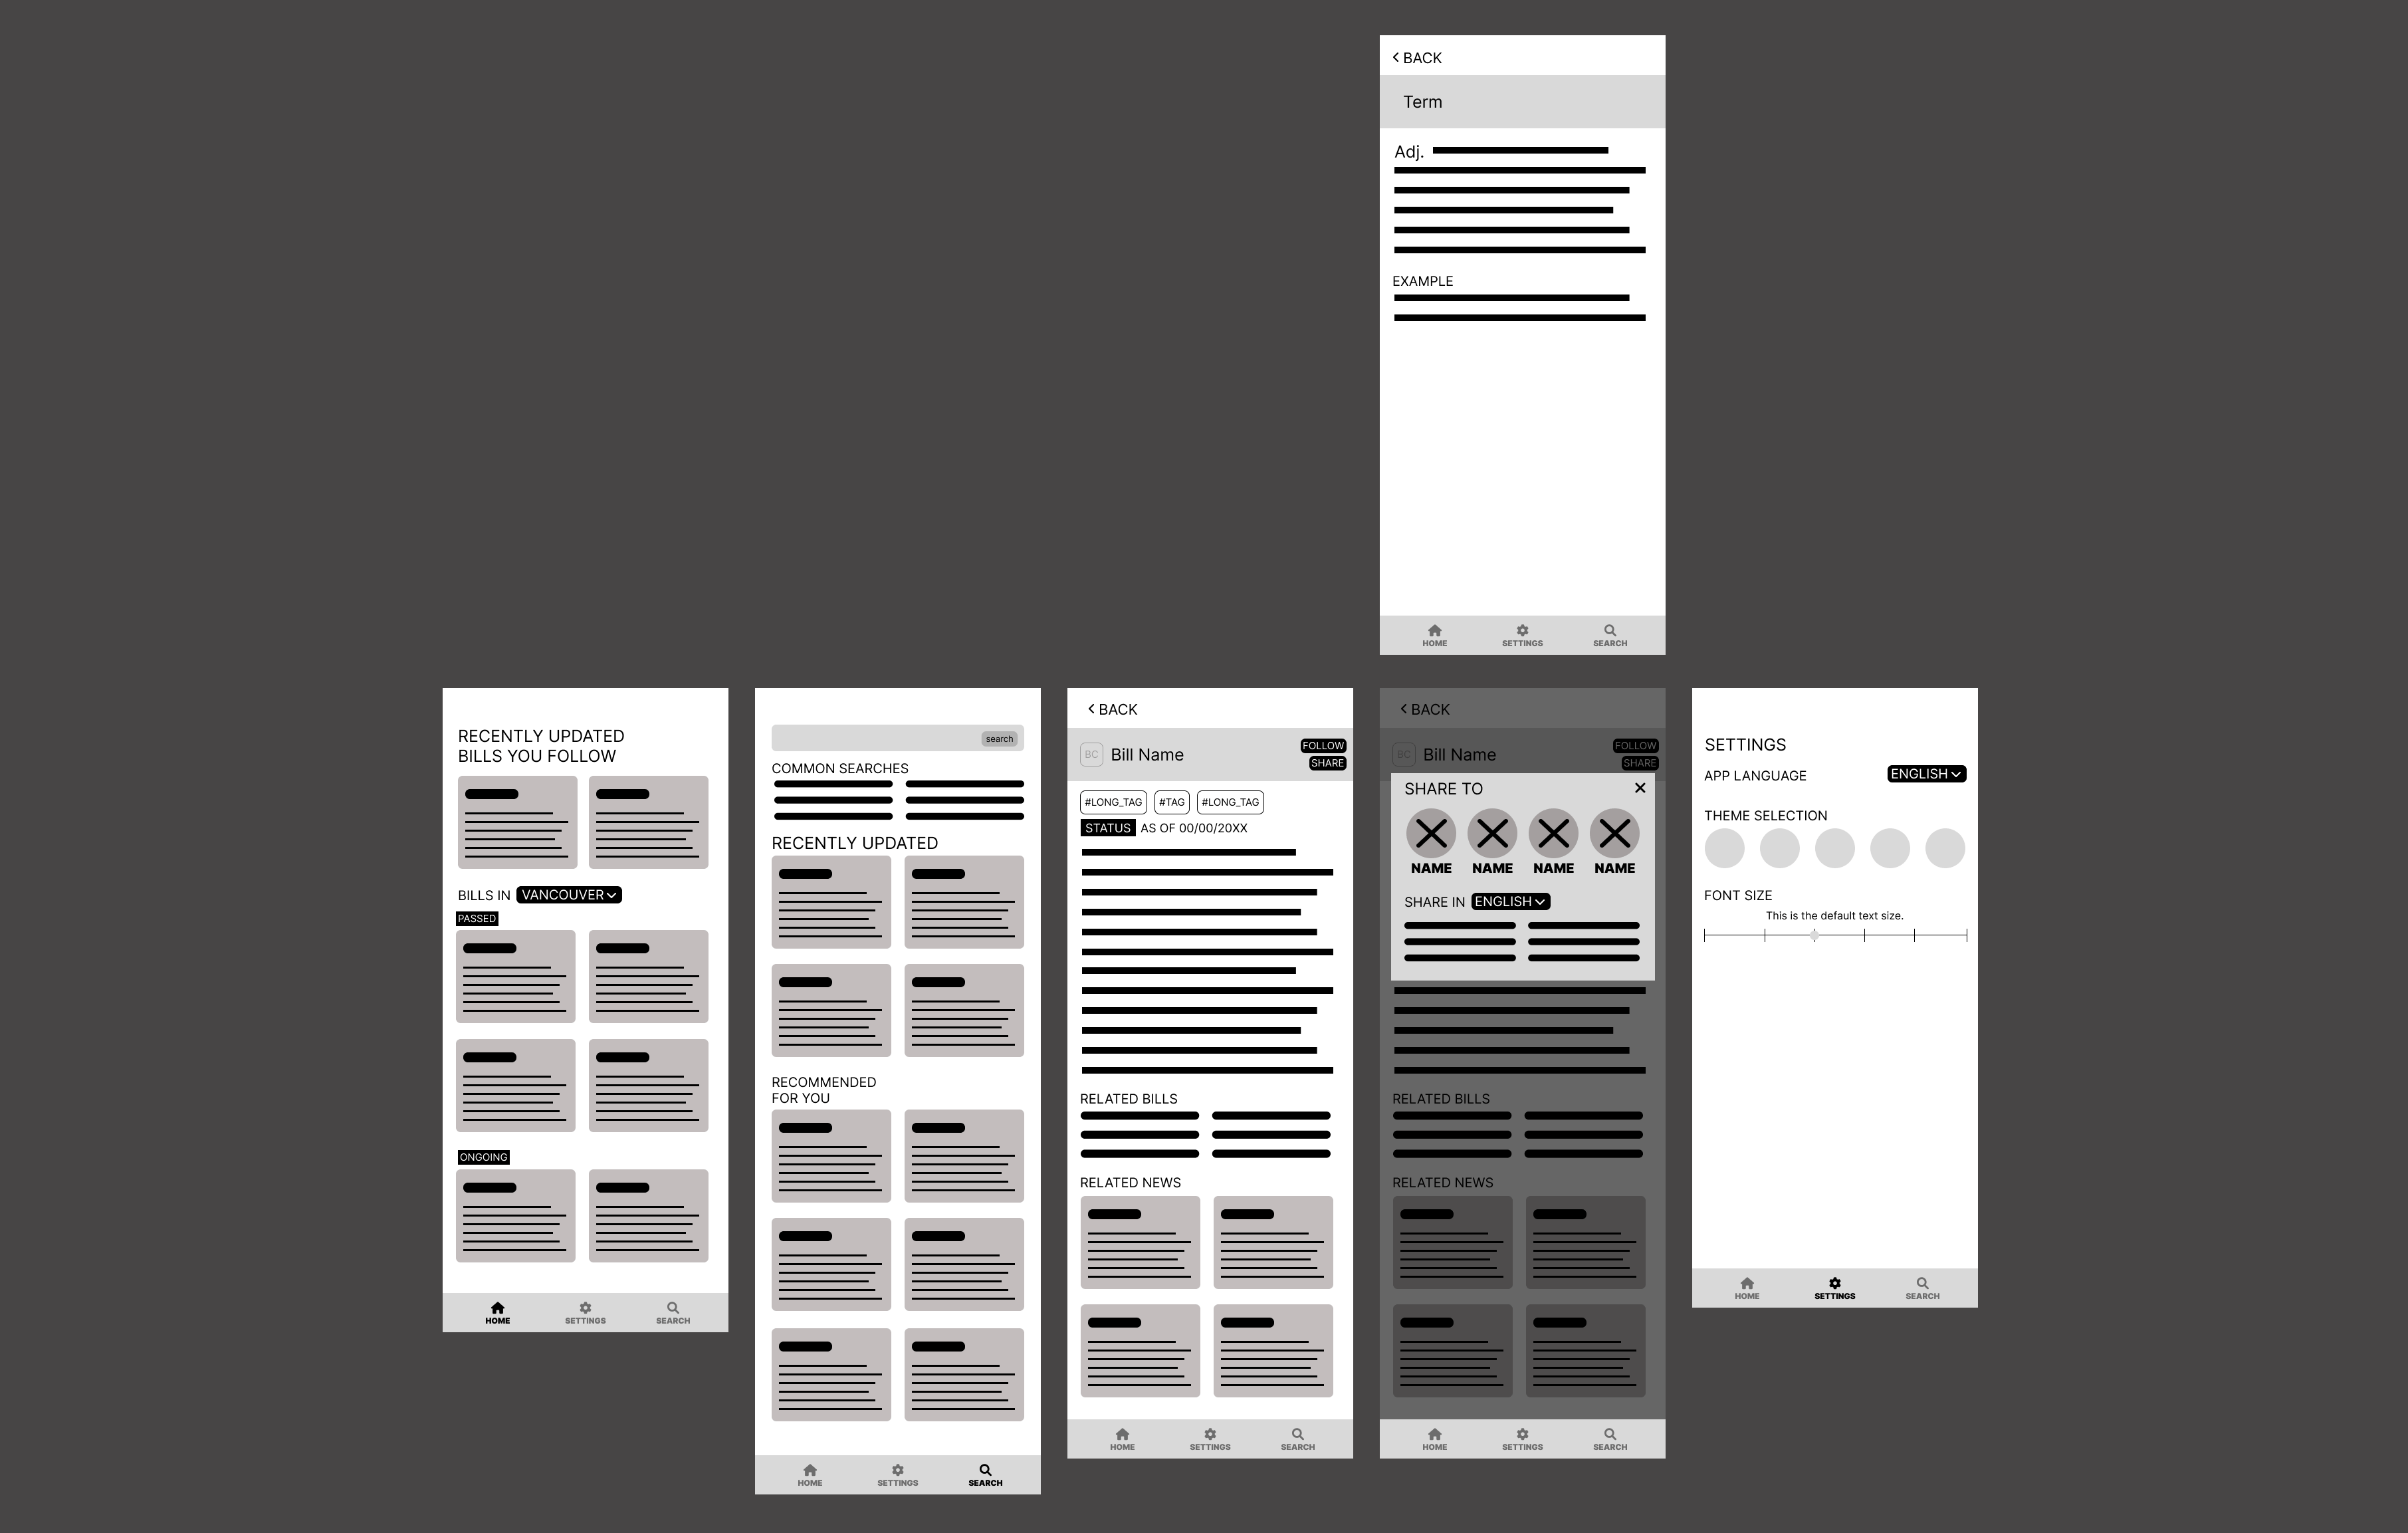 BACK
Term
Adj.
EXAMPLE
HOME SETTINGS SEARCH
RECENTLY UPDATED
BILLS YOU FOLLOW
BILLS IN VANCOUVER
PASSED
ONGOING
HOME SETTINGS SEARCH
search
COMMON SEARCHES
RECENTLY UPDATED
RECOMMENDED
FOR YOU
HOME SETTINGS SEARCH
BACK
BC Bill Name FOLLOW
SHARE
#LONG_TAG #TAG #LONG_TAG
STATUS AS OF 00/00/20XX
RELATED BILLS
RELATED NEWS
HOME SETTINGS SEARCH
BACK
BC Bill Name FOLLOW
SHARE
SHARE TO
NAME NAME NAME NAME
SHARE IN ENGLISH
RELATED BILLS
RELATED NEWS
HOME SETTINGS SEARCH
SETTINGS
APP LANGUAGE ENGLISH
THEME SELECTION
FONT SIZE
This is the default text size.
HOME SETTINGS SEARCH